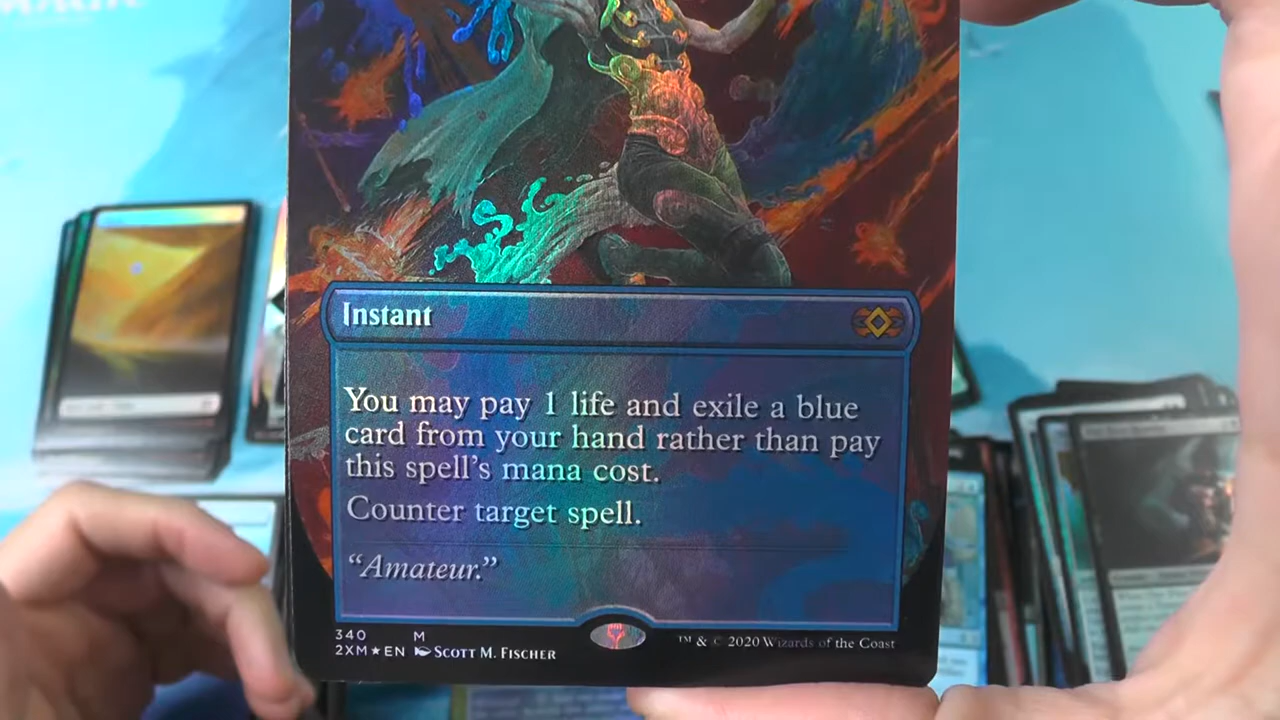 Instant
You may pay 1 life and exile a blue
card from your hand rather than pay
this spell's mana cost.
Counter target spell.
“Amateur.”
340 M
2XM★EN SCOTT M. FISCHER
™ & © 2020 Wizards of the Coast